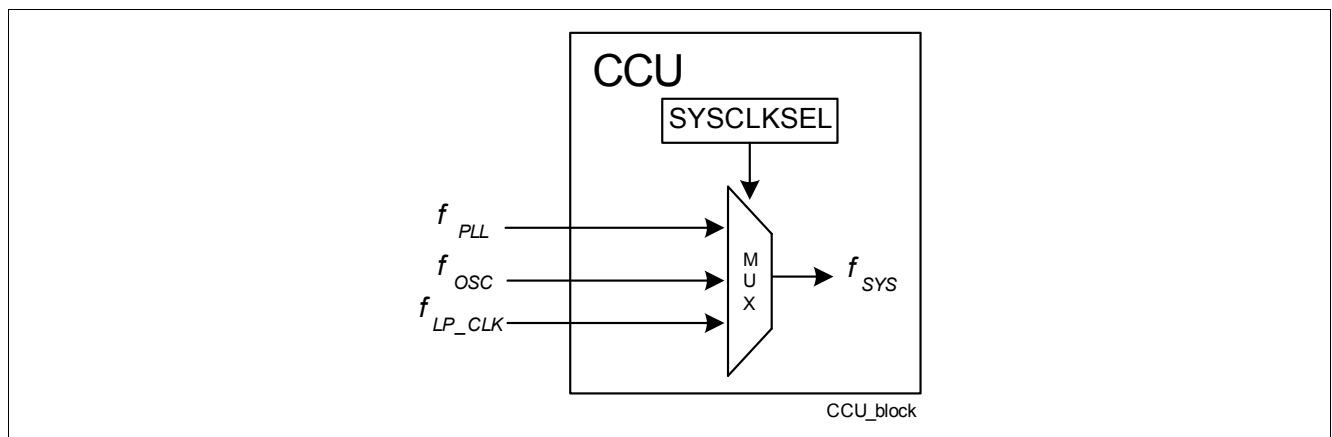 CCU
SYSCLKSEL
f PLL
f OSC
f LP_CLK
M
U
X
f SYS
CCU_block